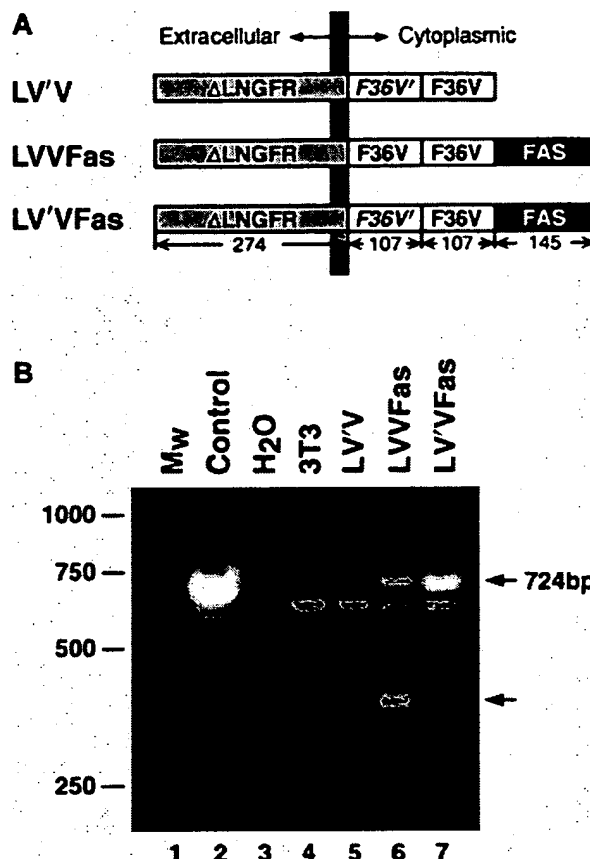 A
Extracellular Cytoplasmic
LV'V ΔLNGFR F36V' F36V
LVVFas ΔLNGFR F36V F36V FAS
LV'VFas ΔLNGFR F36V' F36V FAS
274 107 107 145
B
Mw Control H2O 3T3 LV'V LVVFas LV'VFas
1000
750 724bp
500
250
1 2 3 4 5 6 7